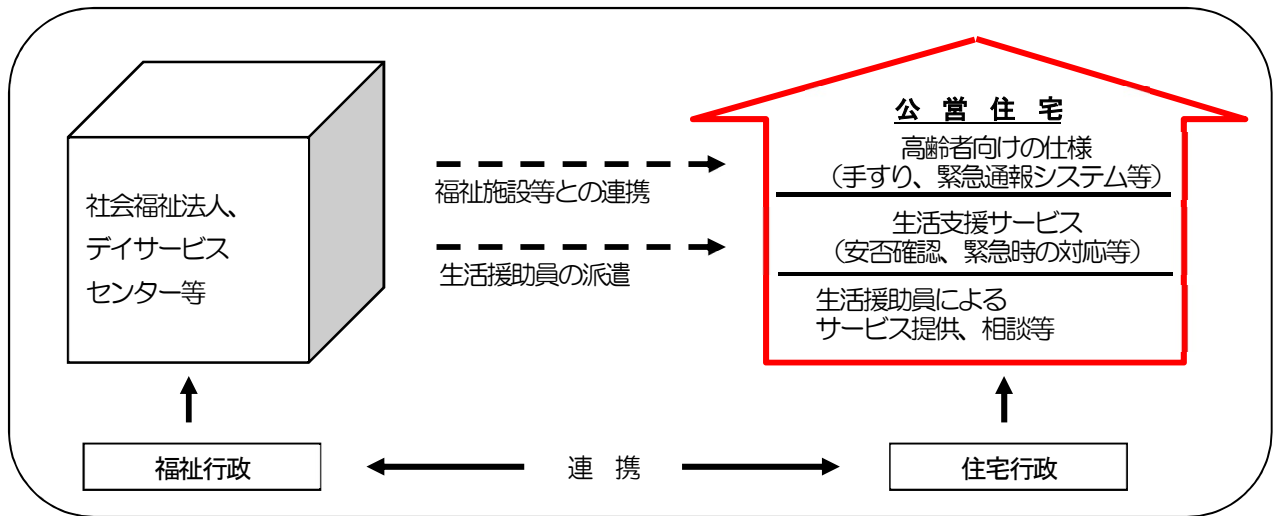 社会福祉法人、
デイサービス
センター等
福祉施設等との連携
生活援助員の派遣
公 営 住 宅
高齢者向けの仕様
(手すり、緊急通報システム等)
生活支援サービス
(安否確認、緊急時の対応等)
生活援助員による
サービス提供、相談等
福祉行政
連 携
住宅行政